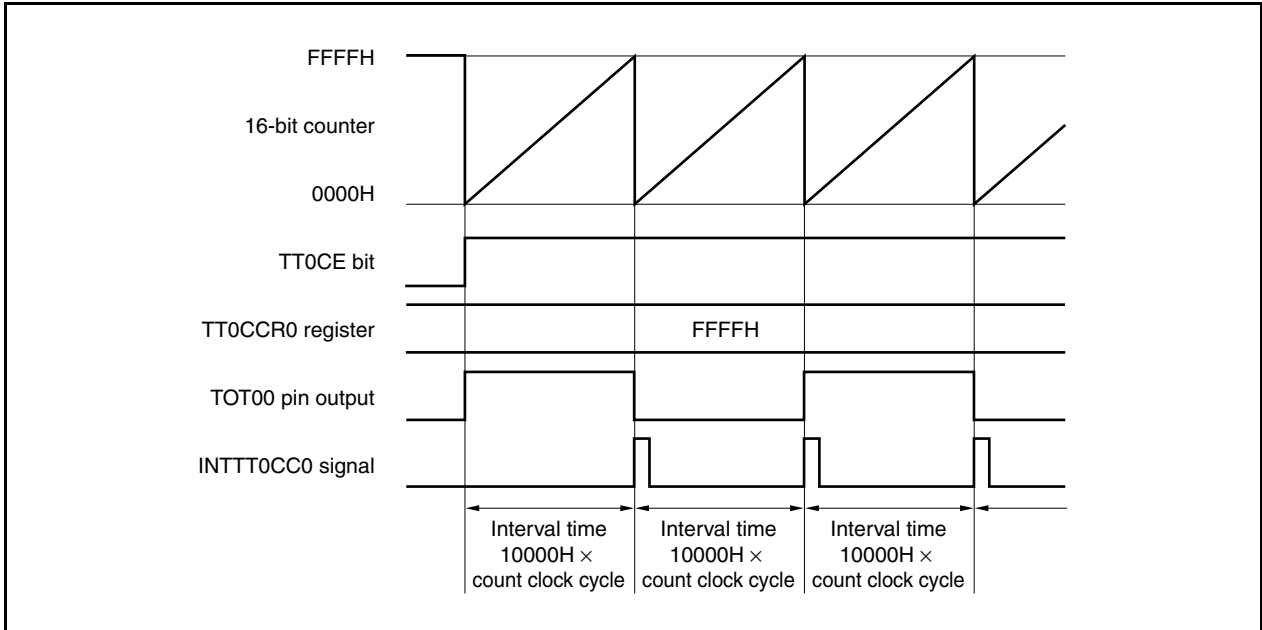 FFFFH
16-bit counter
0000H
TT0CE bit
TT0CCR0 register
FFFFH
TOT00 pin output
INTTT0CC0 signal
Interval time
10000H ×
count clock cycle
Interval time
10000H ×
count clock cycle
Interval time
10000H ×
count clock cycle